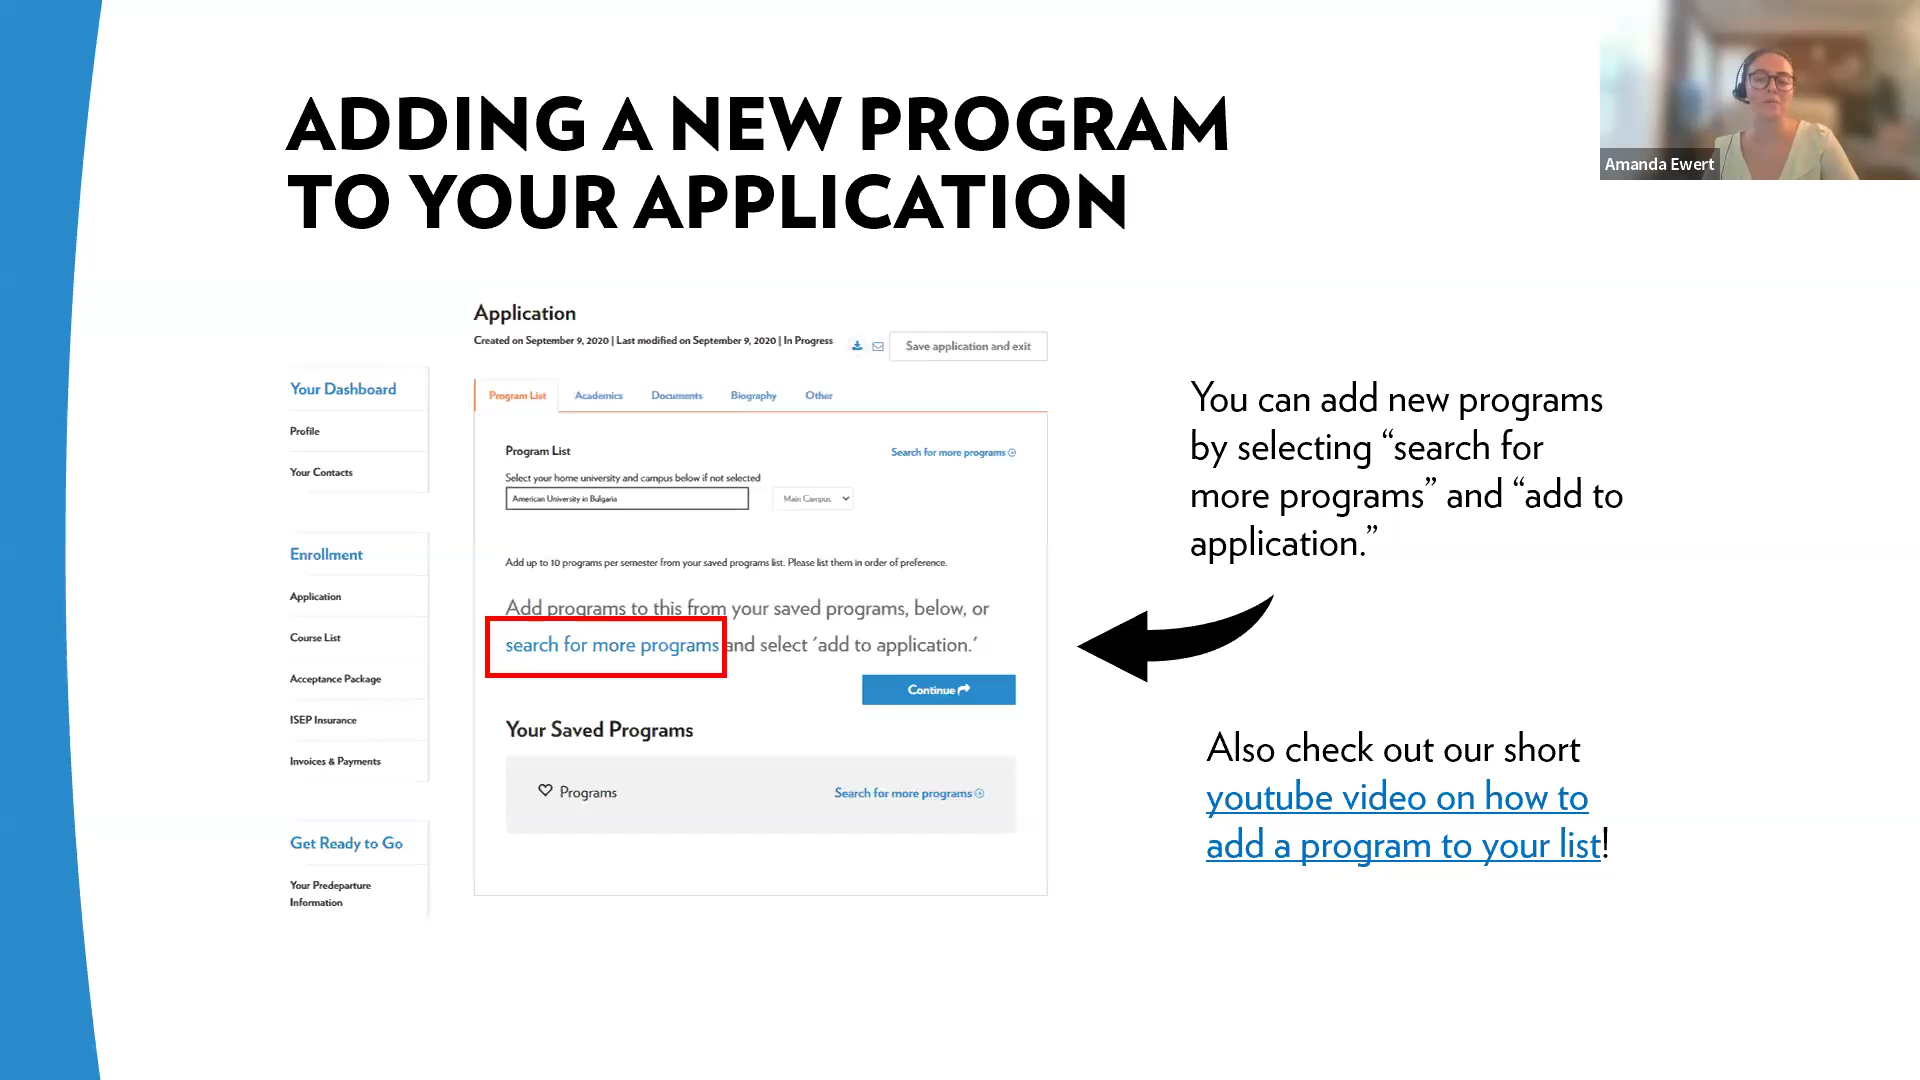 ADDING A NEW PROGRAM
TO YOUR APPLICATION
Amanda Ewert
Application
Created on September 9, 2020 | Last modified on September 9, 2020 | In Progress
Save application and exit
Your Dashboard
Profile
Your Contacts
Enrollment
Application
Course List
Acceptance Package
ISEP Insurance
Invoices & Payments
Get Ready to Go
Your Predeparture
Information
Program List Academics Documents Biography Other
Program List
Search for more programs
Select your home university and campus below if not selected
American University in Bulgaria
Main Campus
Add up to 10 programs per semester from your saved programs list. Please list them in order of preference.
Add programs to this from your saved programs, below, or
search for more programs and select 'add to application.'
Continue
Your Saved Programs
Programs
Search for more programs
You can add new programs
by selecting “search for
more programs” and “add to
application.”
Also check out our short
youtube video on how to
add a program to your list!